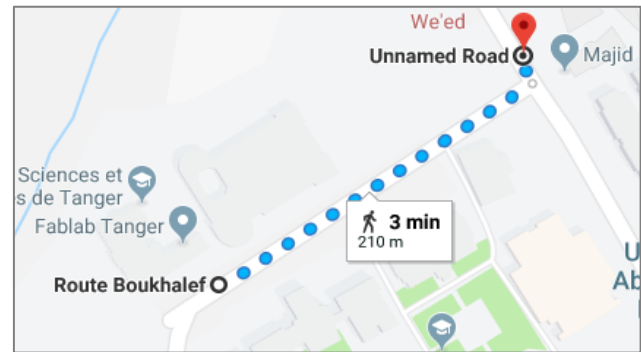 We'ed
Unnamed Road
Majid
Sciences et
s de Tanger
Fablab Tanger
3 min
210 m
Route Boukhalef
U
Ab